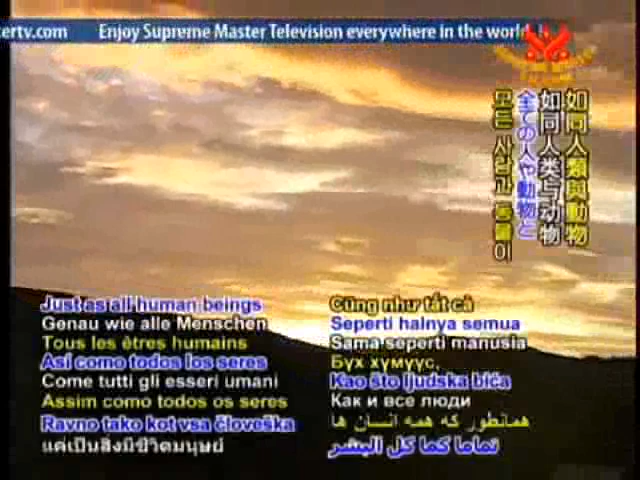 ertv.com Enjoy Supreme Master Television everywhere in the world
如同人類與動物
如同人类与动物
全ての人や動物と
모든 사람과 동물이
Just as all human beings
Genau wie alle Menschen
Tous les êtres humains
Así como todos los seres
Come tutti gli esseri umani
Assim como todos os seres
Ravno tako kot vsa človeška
แต่เป็นสิ่งมีชีวิตมนุษย์
Cũng như tất cả
Seperti halnya semua
Sama seperti manusia
Бүх хүмүүс,
Kao što ljudska bića
Как и все люди
همانطور که همه انسان ها
تماما كما كل البشر